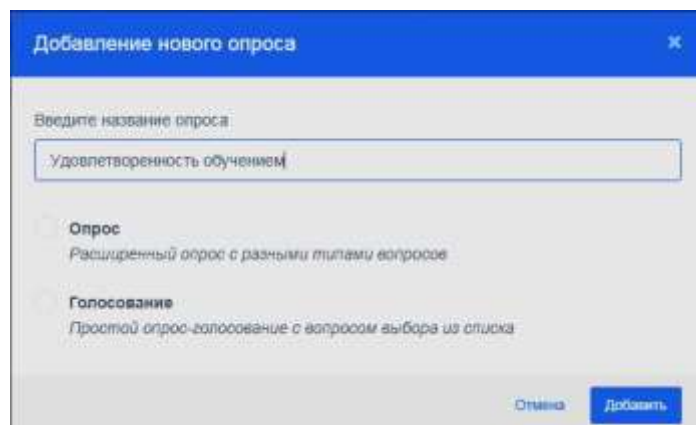 Добавление нового опроса
Введите название опроса
Удовлетворенность обучением
Опрос
Расширенный опрос с разными типами вопросов
Голосование
Простой опрос-голосование с вопросом выбора из списка
Отмена
Добавить